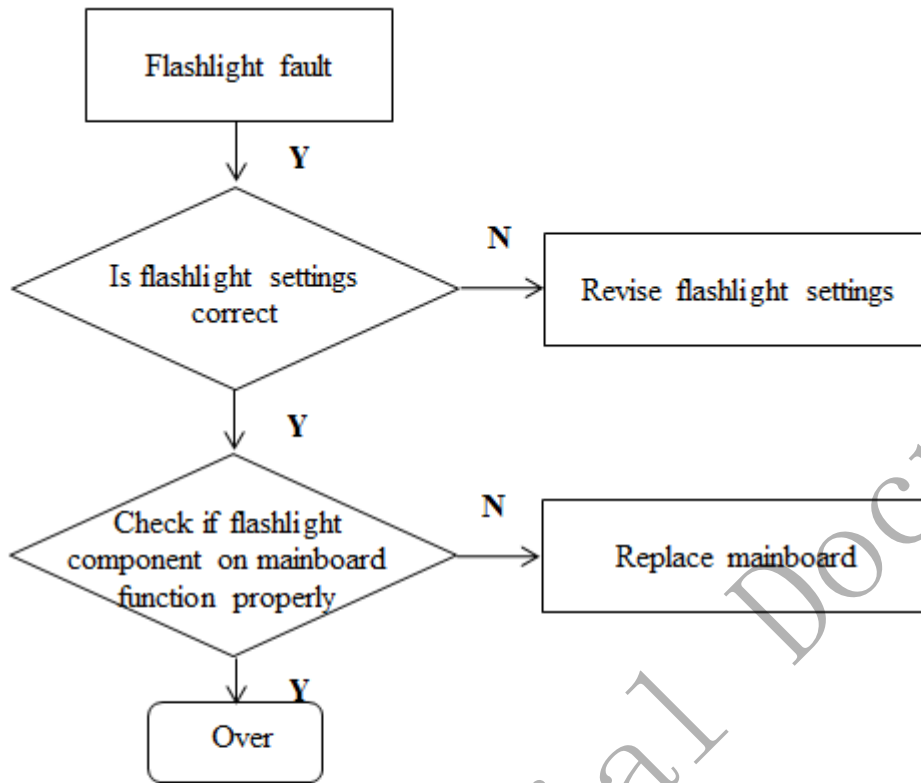 Flashlight fault
Y
Is flashlight settings
correct
N
Revise flashlight settings
Y
Check if flashlight
component on mainboard
function properly
N
Replace mainboard
Y
Over